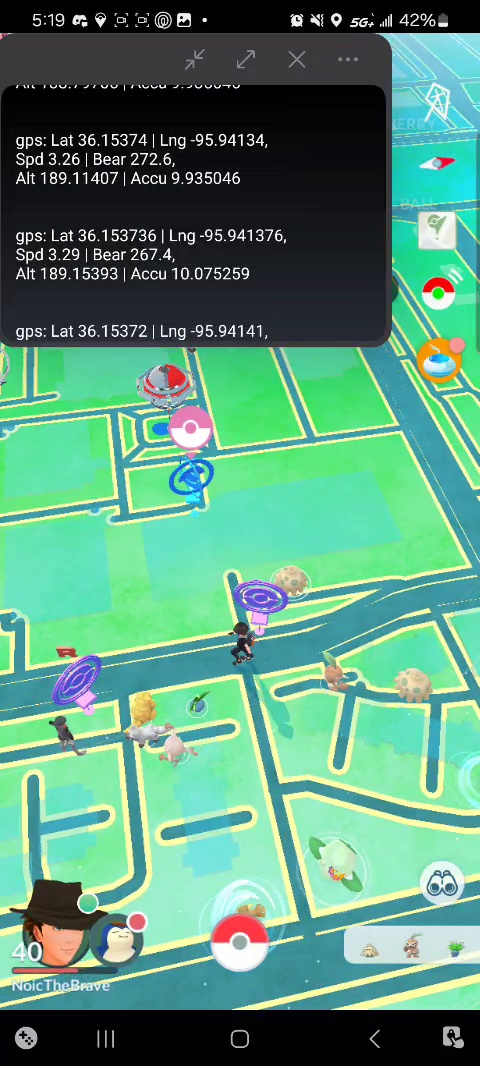 5:19
5G+
42%
gps: Lat 36.15374 | Lng -95.94134,
Spd 3.26 | Bear 272.6,
Alt 189.11407 | Accu 9.935046
gps: Lat 36.153736 | Lng -95.941376,
Spd 3.29 | Bear 267.4,
Alt 189.15393 | Accu 10.075259
gps: Lat 36.15372 | Lng -95.94141,
BALL
40
NoicTheBrave